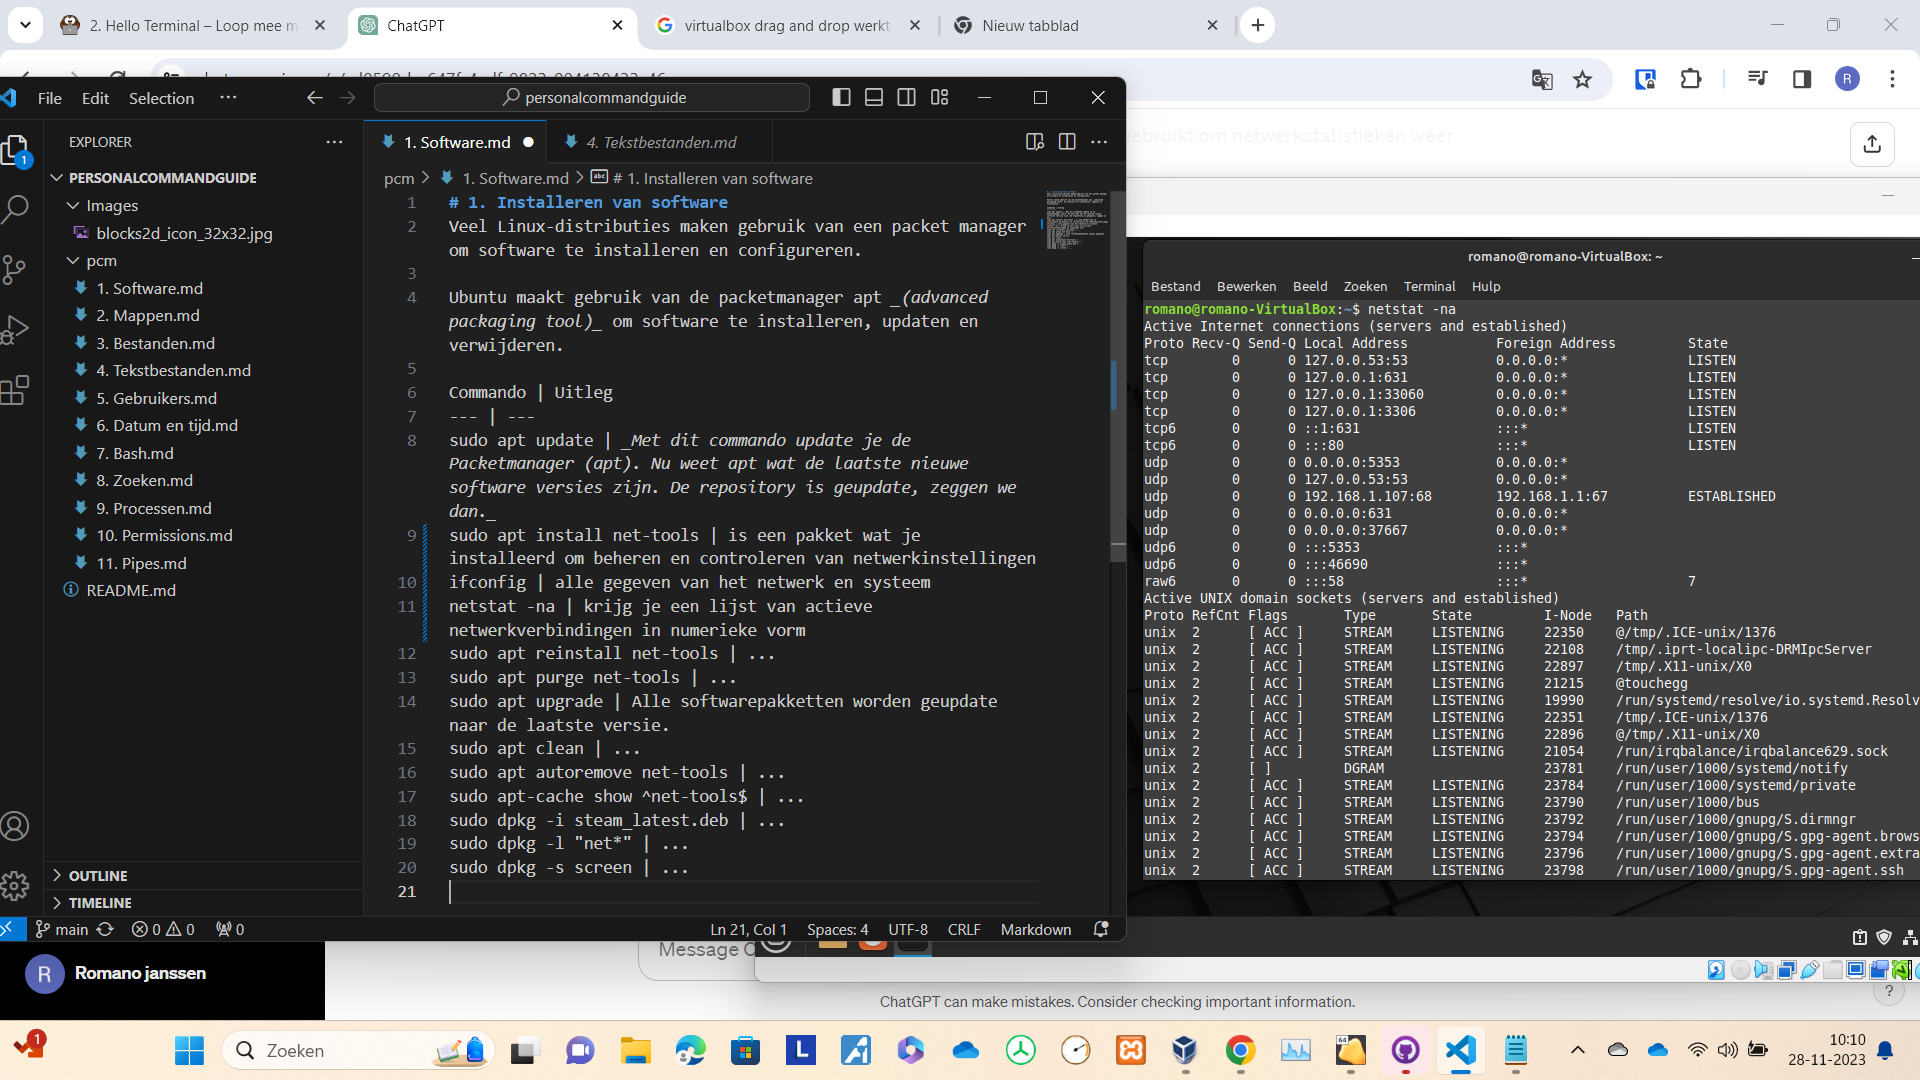 2. Hello Terminal – Loop mee m
ChatGPT
virtualbox drag and drop werkt
Nieuw tabblad
R
File Edit Selection ···
personalcommandguide
EXPLORER
1. Software.md
4. Tekstbestanden.md
ebruikt om netwerkstatistieken weer
1
PERSONALCOMMANDGUIDE
Images
blocks2d_icon_32x32.jpg
pcm
1. Software.md
2. Mappen.md
3. Bestanden.md
4. Tekstbestanden.md
5. Gebruikers.md
6. Datum en tijd.md
7. Bash.md
8. Zoeken.md
9. Processen.md
10. Permissions.md
11. Pipes.md
README.md
OUTLINE
TIMELINE
pcm > 1. Software.md > # 1. Installeren van software
1 # 1. Installeren van software
2 Veel Linux-distributies maken gebruik van een packet manager
om software te installeren en configureren.
3
4 Ubuntu maakt gebruik van de packetmanager apt _(advanced
packaging tool)_ om software te installeren, updaten en
verwijderen.
5
6 Commando | Uitleg
7 --- | ---
8 sudo apt update | _Met dit commando update je de
Packetmanager (apt). Nu weet apt wat de laatste nieuwe
software versies zijn. De repository is geupdate, zeggen we
dan._
9 sudo apt install net-tools | is een pakket wat je
installeerd om beheren en controleren van netwerkinstellingen
10 ifconfig | alle gegeven van het netwerk en systeem
11 netstat -na | krijg je een lijst van actieve
netwerkverbindingen in numerieke vorm
12 sudo apt reinstall net-tools | ...
13 sudo apt purge net-tools | ...
14 sudo apt upgrade | Alle softwarepakketten worden geupdate
naar de laatste versie.
15 sudo apt clean | ...
16 sudo apt autoremove net-tools | ...
17 sudo apt-cache show ^net-tools$ | ...
18 sudo dpkg -i steam_latest.deb | ...
19 sudo dpkg -l "net*" | ...
20 sudo dpkg -s screen | ...
21
main 0 0 0 Ln 21, Col 1 Spaces: 4 UTF-8 CRLF Markdown
romano@romano-VirtualBox: ~
Bestand Bewerken Beeld Zoeken Terminal Hulp
romano@romano-VirtualBox:~$ netstat -na
Active Internet connections (servers and established)
Proto Recv-Q Send-Q Local Address Foreign Address State
tcp 0 0 127.0.0.53:53 0.0.0.0:* LISTEN
tcp 0 0 127.0.0.1:631 0.0.0.0:* LISTEN
tcp 0 0 127.0.0.1:33060 0.0.0.0:* LISTEN
tcp 0 0 127.0.0.1:3306 0.0.0.0:* LISTEN
tcp6 0 0 ::1:631 :::* LISTEN
tcp6 0 0 :::80 :::* LISTEN
udp 0 0 0.0.0.0:5353 0.0.0.0:*
udp 0 0 127.0.0.53:53 0.0.0.0:*
udp 0 0 192.168.1.107:68 192.168.1.1:67 ESTABLISHED
udp 0 0 0.0.0.0:631 0.0.0.0:*
udp 0 0 0.0.0.0:37667 0.0.0.0:*
udp6 0 0 :::5353 :::*
udp6 0 0 :::46690 :::*
raw6 0 0 :::58 :::* 7
Active UNIX domain sockets (servers and established)
Proto RefCnt Flags Type State I-Node Path
unix 2 [ ACC ] STREAM LISTENING 22350 @/tmp/.ICE-unix/1376
unix 2 [ ACC ] STREAM LISTENING 22108 /tmp/.iprt-localipc-DRMIpcServer
unix 2 [ ACC ] STREAM LISTENING 22897 /tmp/.X11-unix/X0
unix 2 [ ACC ] STREAM LISTENING 21215 @touchegg
unix 2 [ ACC ] STREAM LISTENING 19990 /run/systemd/resolve/io.systemd.Resolv
unix 2 [ ACC ] STREAM LISTENING 22351 /tmp/.ICE-unix/1376
unix 2 [ ACC ] STREAM LISTENING 22896 @/tmp/.X11-unix/X0
unix 2 [ ACC ] STREAM LISTENING 21054 /run/irqbalance/irqbalance629.sock
unix 2 [ ] DGRAM 23781 /run/user/1000/systemd/notify
unix 2 [ ACC ] STREAM LISTENING 23784 /run/user/1000/systemd/private
unix 2 [ ACC ] STREAM LISTENING 23790 /run/user/1000/bus
unix 2 [ ACC ] STREAM LISTENING 23792 /run/user/1000/gnupg/S.dirmngr
unix 2 [ ACC ] STREAM LISTENING 23794 /run/user/1000/gnupg/S.gpg-agent.brows
unix 2 [ ACC ] STREAM LISTENING 23796 /run/user/1000/gnupg/S.gpg-agent.extra
unix 2 [ ACC ] STREAM LISTENING 23798 /run/user/1000/gnupg/S.gpg-agent.ssh
R Romano janssen
Message C
ChatGPT can make mistakes. Consider checking important information.
?
1
Zoeken
L
64
10:10
28-11-2023